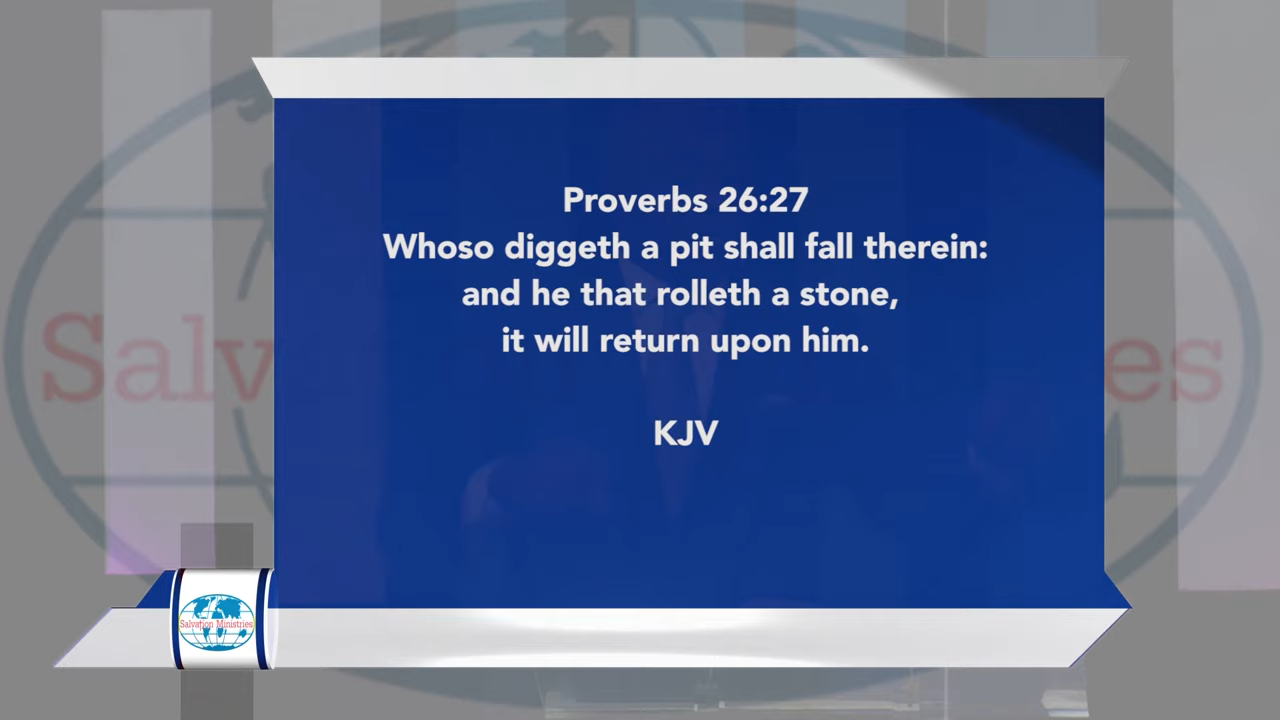 Proverbs 26:27
Whoso diggeth a pit shall fall therein:
and he that rolleth a stone,
it will return upon him.
KJV
Salvation Ministries